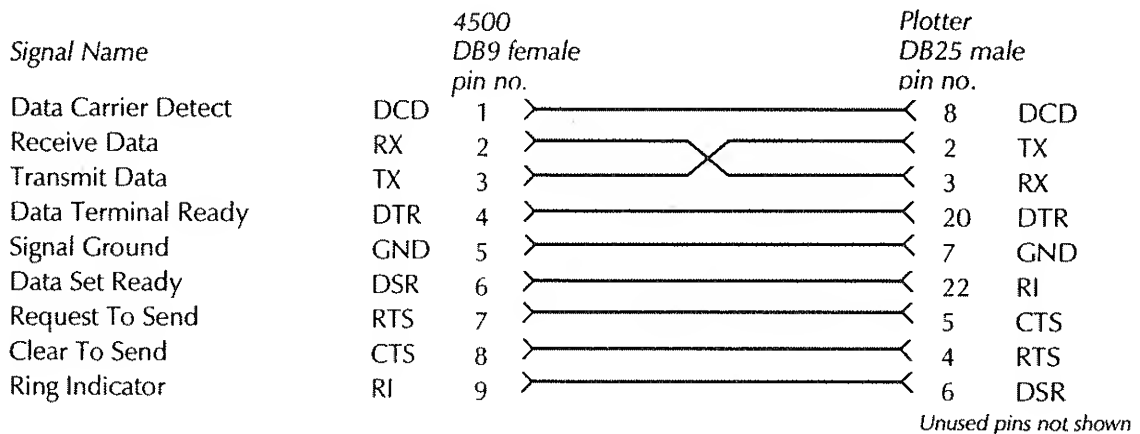 4500 Plotter
Signal Name DB9 female DB25 male
pin no. pin no.
Data Carrier Detect DCD 1 8 DCD
Receive Data RX 2 2 TX
Transmit Data TX 3 3 RX
Data Terminal Ready DTR 4 20 DTR
Signal Ground GND 5 7 GND
Data Set Ready DSR 6 22 RI
Request To Send RTS 7 5 CTS
Clear To Send CTS 8 4 RTS
Ring Indicator RI 9 6 DSR
Unused pins not shown